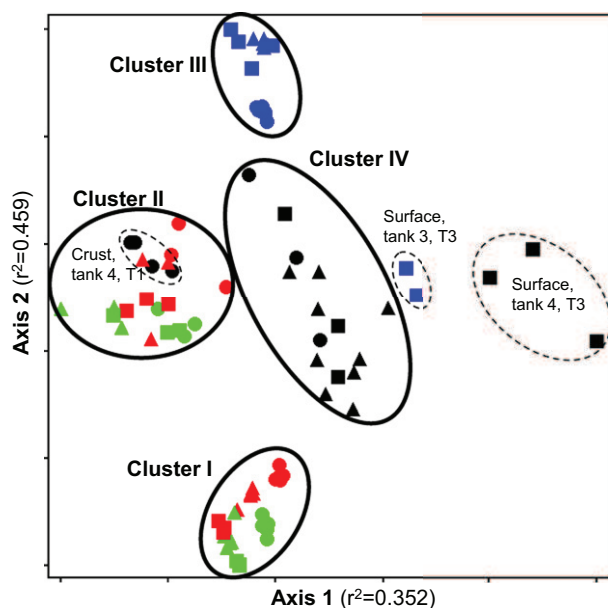 Cluster III
Cluster IV
Cluster II
Surface,
tank 3, T3
Crust,
tank 4, T1
Surface,
tank 4, T3
Cluster I
Axis 2 (r²=0.459)
Axis 1 (r²=0.352)